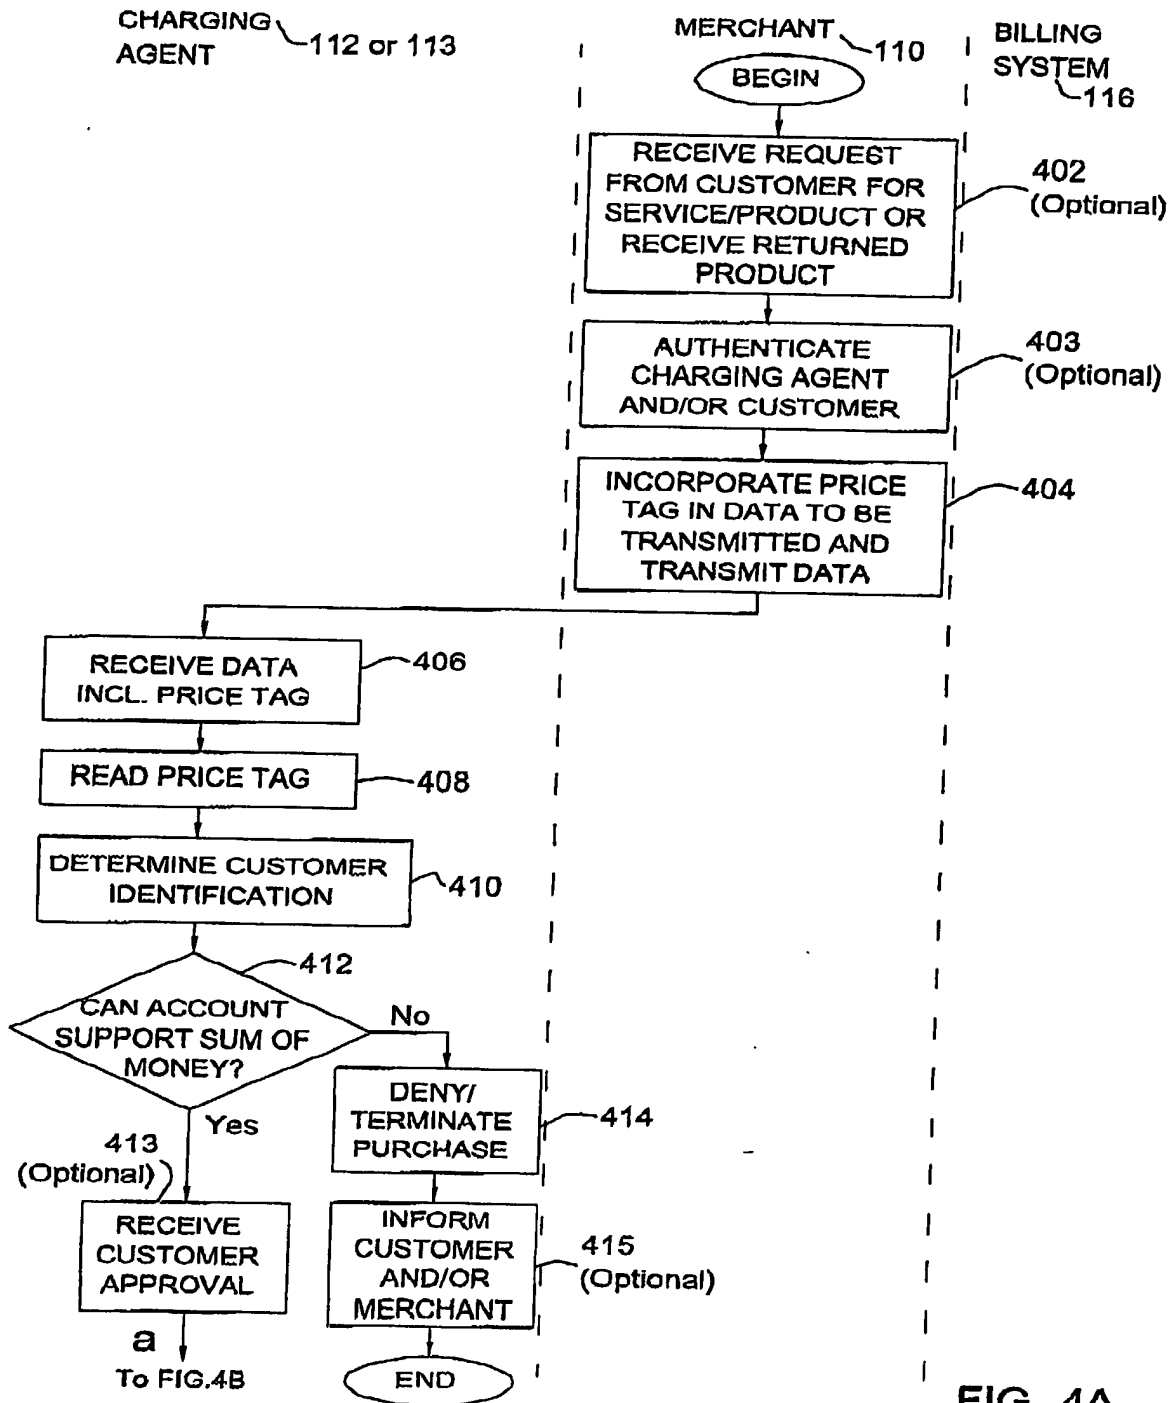 CHARGING
AGENT
112 or 113
MERCHANT
110
BILLING
SYSTEM
116
BEGIN
RECEIVE REQUEST
FROM CUSTOMER FOR
SERVICE/PRODUCT OR
RECEIVE RETURNED
PRODUCT
402
(Optional)
AUTHENTICATE
CHARGING AGENT
AND/OR CUSTOMER
403
(Optional)
INCORPORATE PRICE
TAG IN DATA TO BE
TRANSMITTED AND
TRANSMIT DATA
404
RECEIVE DATA
INCL. PRICE TAG
406
READ PRICE TAG
408
DETERMINE CUSTOMER
IDENTIFICATION
410
412
CAN ACCOUNT
SUPPORT SUM OF
MONEY?
No
Yes
DENY/
TERMINATE
PURCHASE
414
413
(Optional)
RECEIVE
CUSTOMER
APPROVAL
INFORM
CUSTOMER
AND/OR
MERCHANT
415
(Optional)
a
To FIG.4B
END
FIG. 4A